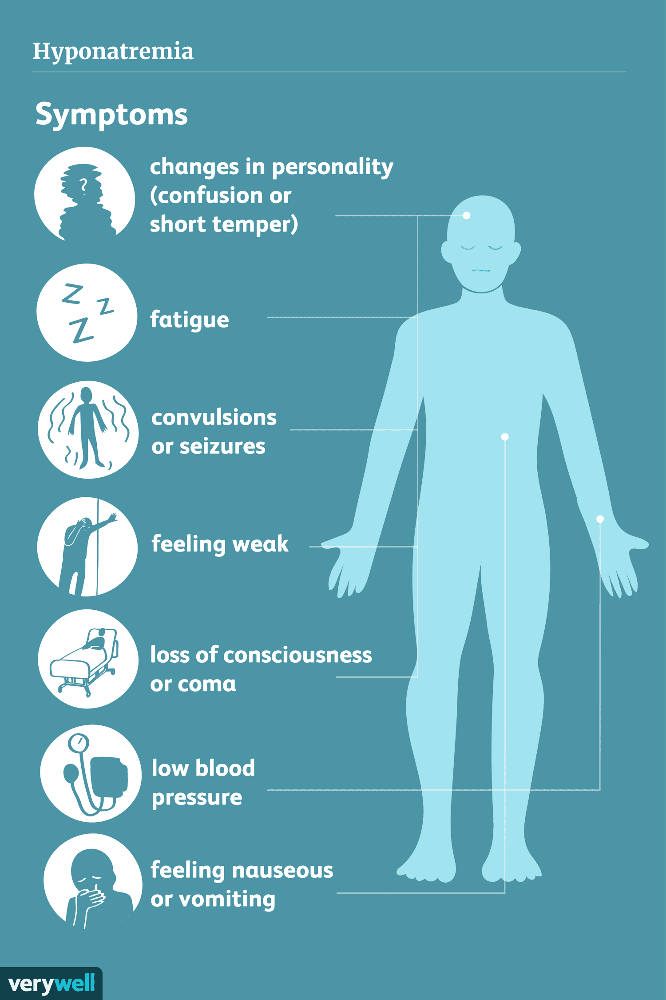 Hyponatremia
Symptoms
changes in personality
(confusion or
short temper)
fatigue
convulsions
or seizures
feeling weak
loss of consciousness
or coma
low blood
pressure
feeling nauseous
or vomiting
verywell